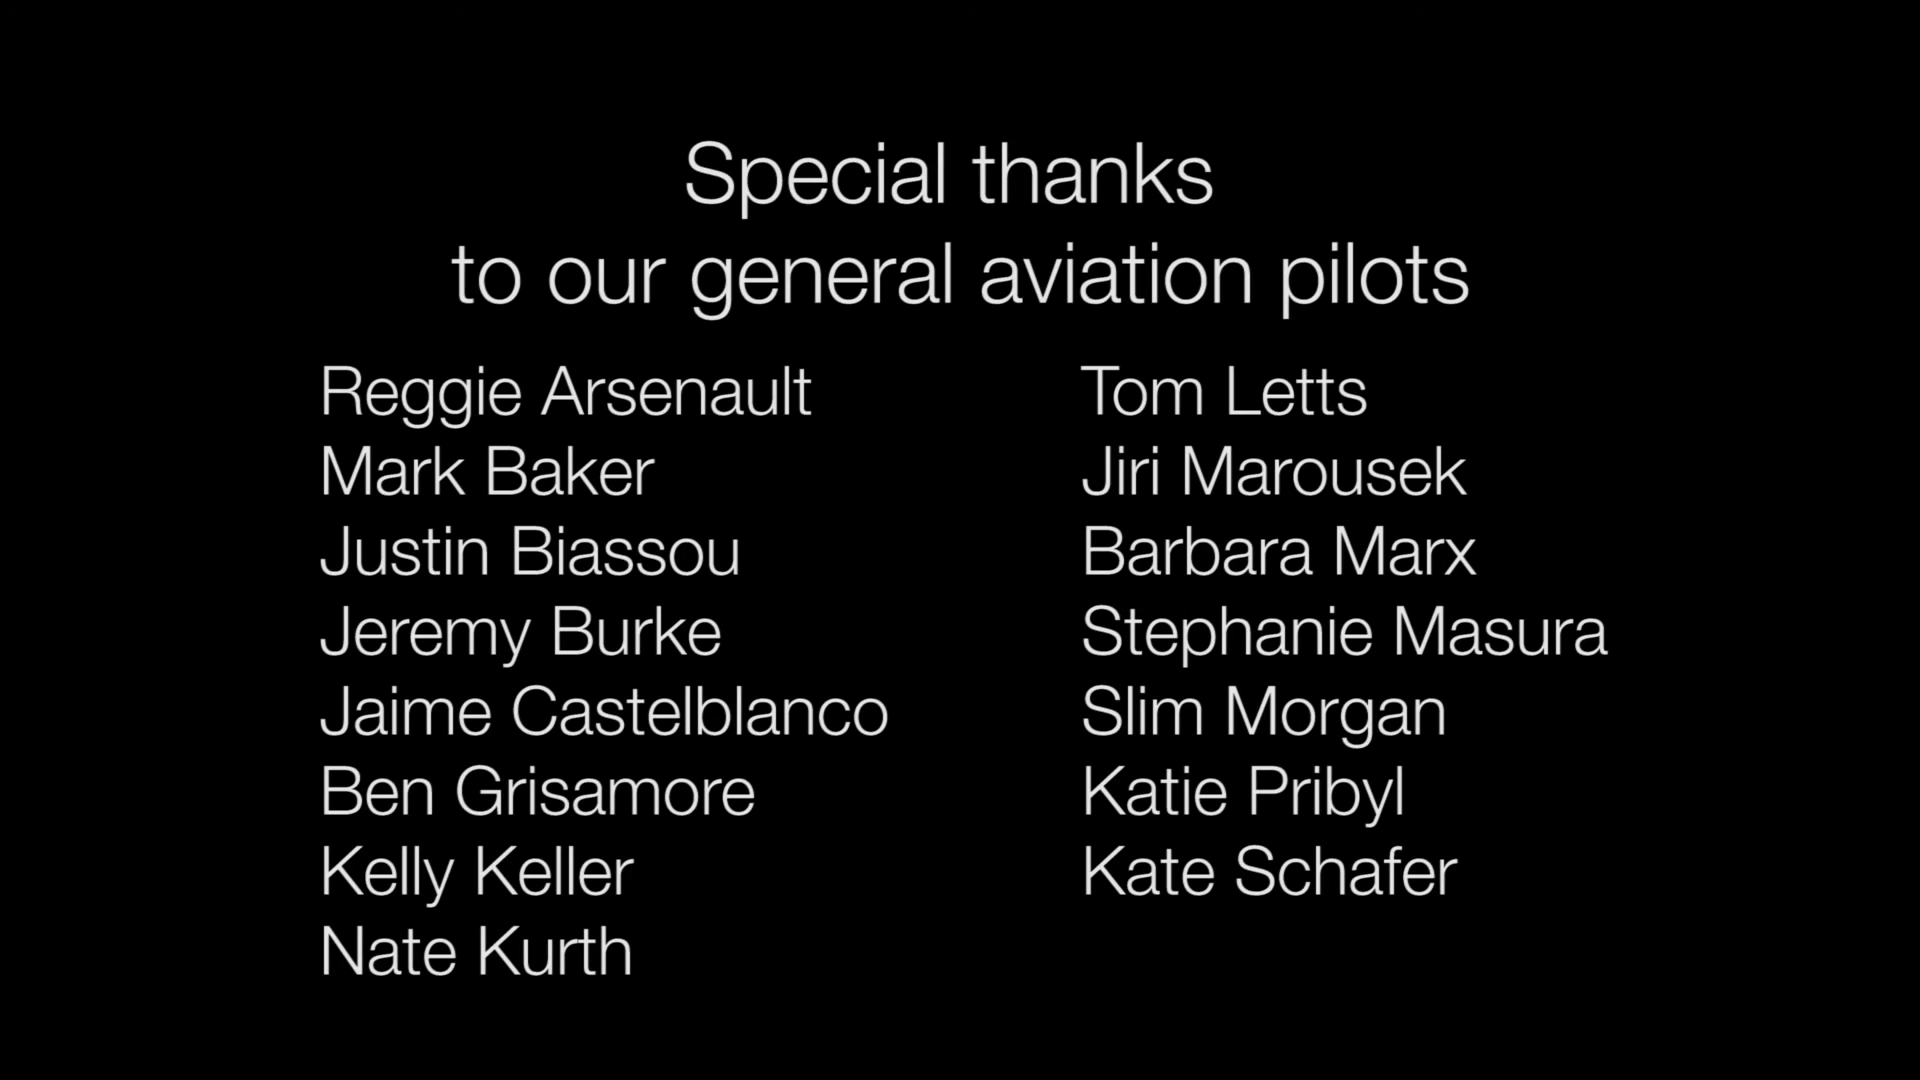 Special thanks
to our general aviation pilots
Reggie Arsenault
Mark Baker
Justin Biassou
Jeremy Burke
Jaime Castelblanco
Ben Grisamore
Kelly Keller
Nate Kurth
Tom Letts
Jiri Marousek
Barbara Marx
Stephanie Masura
Slim Morgan
Katie Pribyl
Kate Schafer